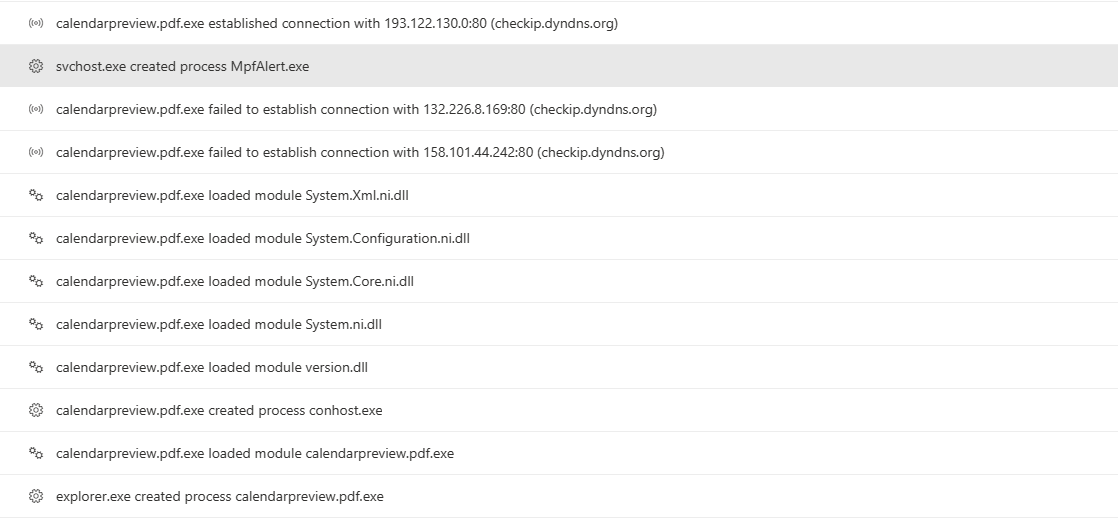 calendarpreview.pdf.exe established connection with 193.122.130.0:80 (checkip.dyndns.org)
svchost.exe created process MpfAlert.exe
calendarpreview.pdf.exe failed to establish connection with 132.226.8.169:80 (checkip.dyndns.org)
calendarpreview.pdf.exe failed to establish connection with 158.101.44.242:80 (checkip.dyndns.org)
calendarpreview.pdf.exe loaded module System.Xml.ni.dll
calendarpreview.pdf.exe loaded module System.Configuration.ni.dll
calendarpreview.pdf.exe loaded module System.Core.ni.dll
calendarpreview.pdf.exe loaded module System.ni.dll
calendarpreview.pdf.exe loaded module version.dll
calendarpreview.pdf.exe created process conhost.exe
calendarpreview.pdf.exe loaded module calendarpreview.pdf.exe
explorer.exe created process calendarpreview.pdf.exe